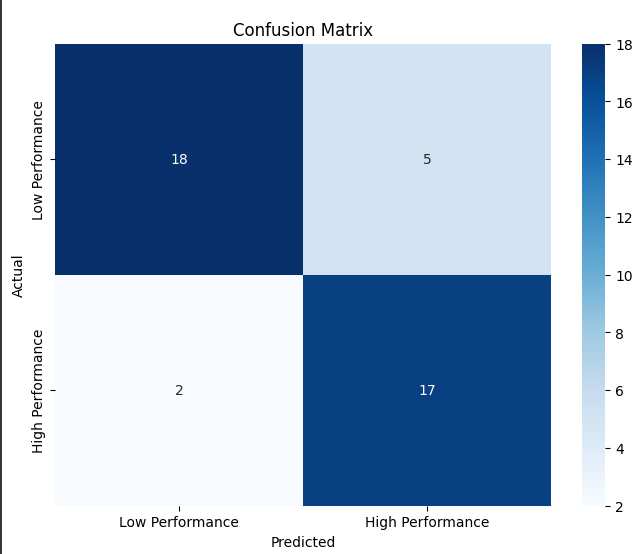 Confusion Matrix
Actual
Low Performance
High Performance
18
5
2
17
Low Performance
High Performance
Predicted
18
16
14
12
10
8
6
4
2